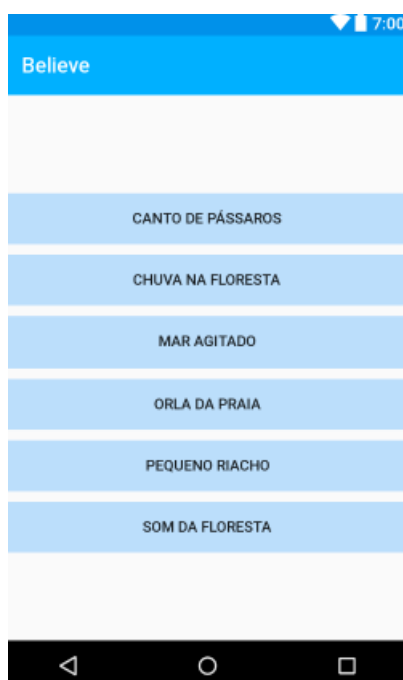 7:00
Believe
CANTO DE PÁSSAROS
CHUVA NA FLORESTA
MAR AGITADO
ORLA DA PRAIA
PEQUENO RIACHO
SOM DA FLORESTA